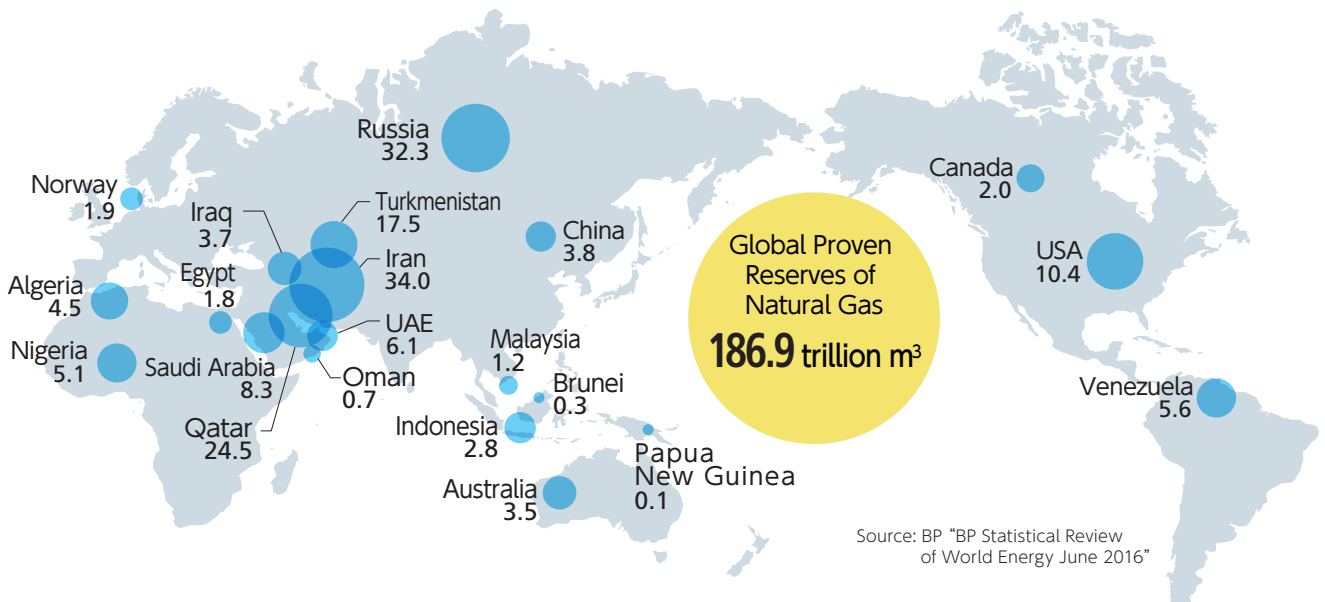 Russia
32.3
Norway
1.9
Iraq
3.7
Turkmenistan
17.5
China
3.8
Iran
34.0
Egypt
1.8
Algeria
4.5
UAE
6.1
Nigeria
5.1
Saudi Arabia
8.3
Oman
0.7
Qatar
24.5
Malaysia
1.2
Brunei
0.3
Indonesia
2.8
Papua
New Guinea
0.1
Australia
3.5
Global Proven
Reserves of
Natural Gas
186.9 trillion m³
Canada
2.0
USA
10.4
Venezuela
5.6
Source: BP “BP Statistical Review
of World Energy June 2016”